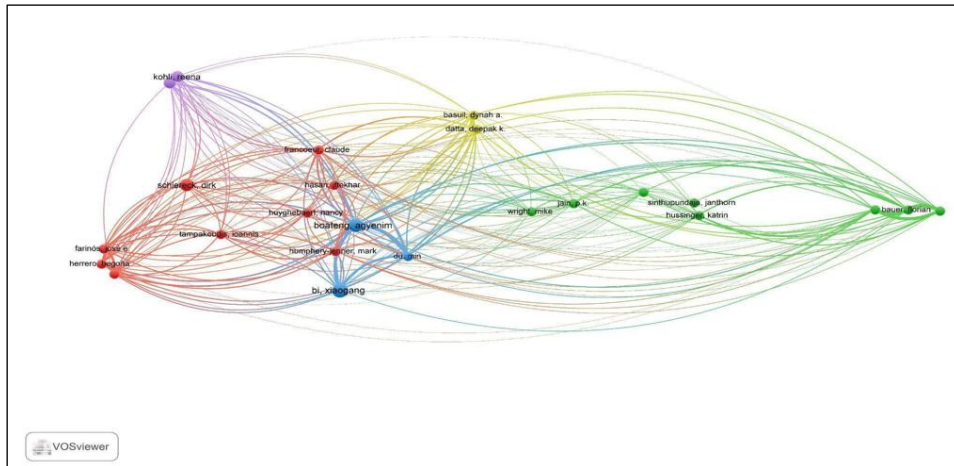 kohli, reena
basuil, dynah a.
datta, deepak k.
francoeur, claude
schiereck, dirk
hasan, iftekhar
jain, p.k.
sinthupundaja, janthorn
huyghebaert, nancy
wright, mike
hussinger, katrin
bauer, florian
boateng, agyenim
tampakoudis, ioannis
farinós, josé e.
humphery-jenner, mark
du, min
herrero, begoña
bi, xiaogang
VOSviewer